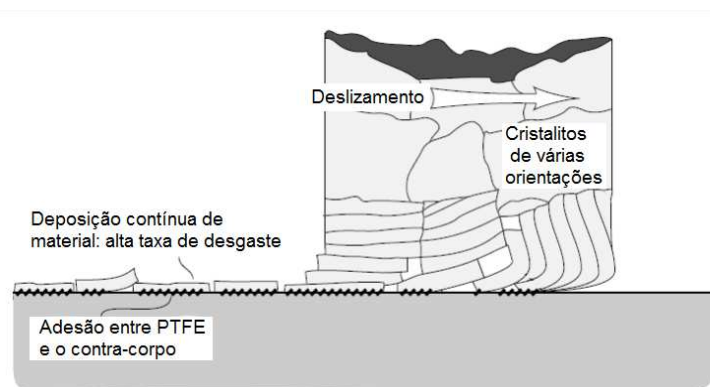 Deslizamento
Cristalitos
de várias
orientações
Deposição contínua de
material: alta taxa de desgaste
Adesão entre PTFE
e o contra-corpo